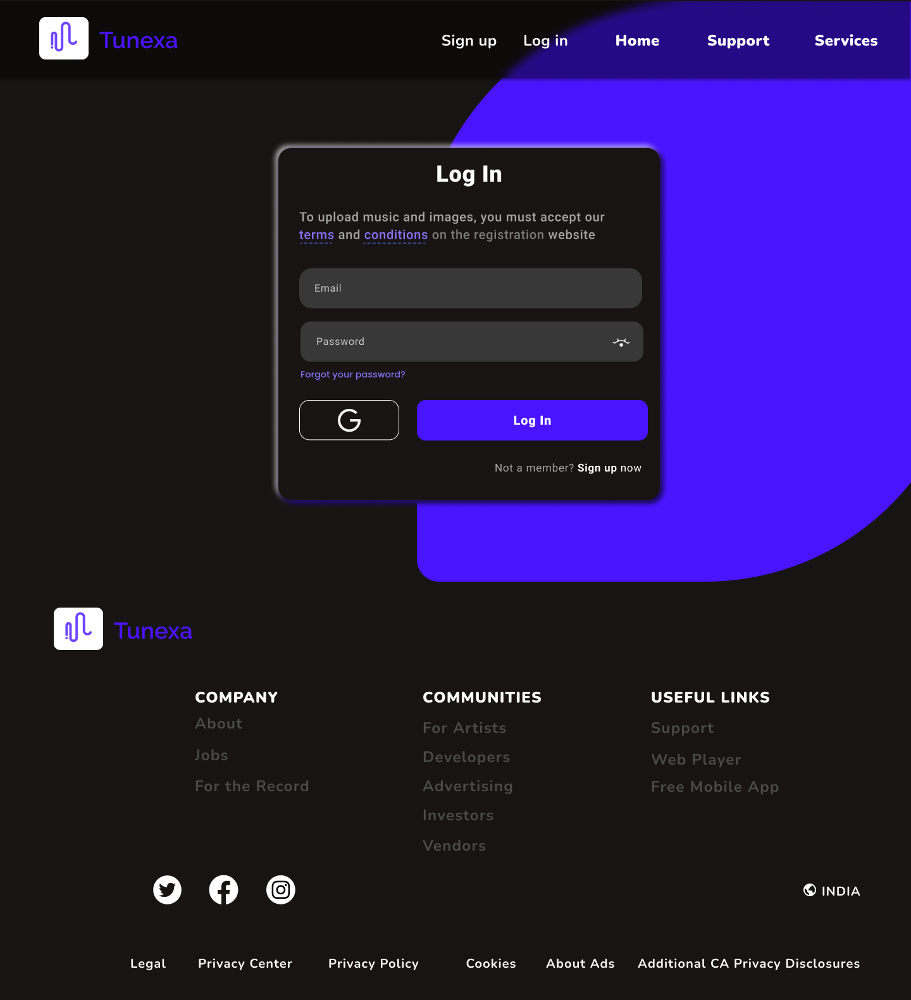 Tunexa
Sign up Log in Home Support Services
Log In
To upload music and images, you must accept our
terms and conditions on the registration website
Email
Password
Forgot your password?
Log In
Not a member? Sign up now
Tunexa
COMPANY
About
Jobs
For the Record
COMMUNITIES
For Artists
Developers
Advertising
Investors
Vendors
USEFUL LINKS
Support
Web Player
Free Mobile App
INDIA
Legal Privacy Center Privacy Policy Cookies About Ads Additional CA Privacy Disclosures